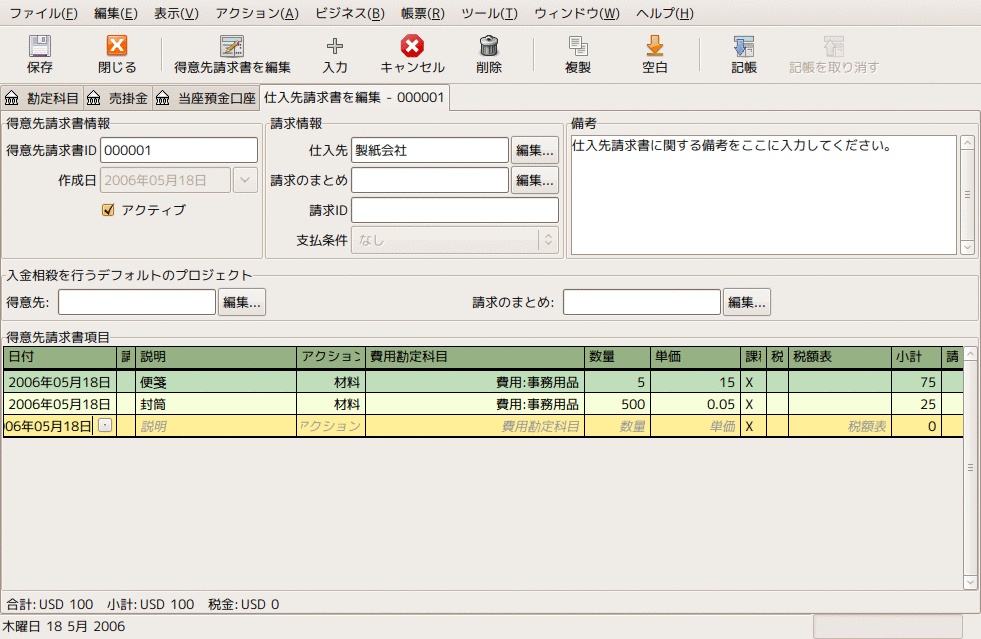 ファイル(F) 編集(E) 表示(V) アクション(A) ビジネス(B) 帳票(R) ツール(T) ウィンドウ(W) ヘルプ(H)
保存 閉じる 得意先請求書を編集 入力 キャンセル 削除 複製 空白 記帳 記帳を取り消す
勘定科目 売掛金 当座預金口座 仕入先請求書を編集 - 000001
得意先請求書情報 請求情報 備考
得意先請求書ID 000001 仕入先 製紙会社 編集... 仕入先請求書に関する備考をここに入力してください。
作成日 2006年05月18日 請求のまとめ 編集...
アクティブ 請求ID
支払条件 なし
入金相殺を行うデフォルトのプロジェクト
得意先: 編集... 請求のまとめ: 編集...
得意先請求書項目
日付 説明 アクション 費用勘定科目 数量 単価 税 税額表 小計 請
2006年05月18日 便箋 材料 費用:事務用品 5 15 X 75
2006年05月18日 封筒 材料 費用:事務用品 500 0.05 X 25
06年05月18日 説明 アクション 費用勘定科目 数量 単価 X 税額表 0
合計: USD 100 小計: USD 100 税金: USD 0
木曜日 18 5月 2006